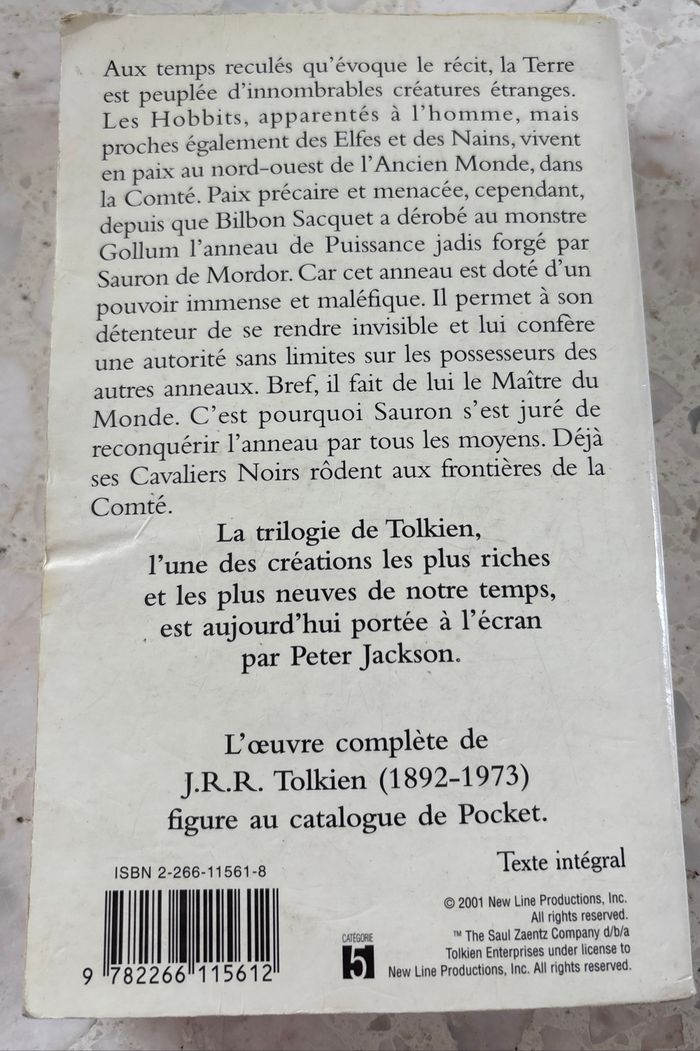 Aux temps reculés qu'évoque le récit, la Terre
est peuplée d'innombrables créatures étranges.
Les Hobbits, apparentés à l'homme, mais
proches également des Elfes et des Nains, vivent
en paix au nord-ouest de l'Ancien Monde, dans
la Comté. Paix précaire et menacée, cependant,
depuis que Bilbon Sacquet a dérobé au monstre
Gollum l'anneau de Puissance jadis forgé par
Sauron de Mordor. Car cet anneau est doté d'un
pouvoir immense et maléfique. Il permet à son
détenteur de se rendre invisible et lui confère
une autorité sans limites sur les possesseurs des
autres anneaux. Bref, il fait de lui le Maître du
Monde. C'est pourquoi Sauron s'est juré de
reconquérir l'anneau par tous les moyens. Déjà
ses Cavaliers Noirs rôdent aux frontières de la
Comté.
La trilogie de Tolkien,
l'une des créations les plus riches
et les plus neuves de notre temps,
est aujourd'hui portée à l'écran
par Peter Jackson.
L'œuvre complète de
J.R.R. Tolkien (1892-1973)
figure au catalogue de Pocket.
Texte intégral
ISBN 2-266-11561-8
9 782266 115612
CATÉGORIE
5
© 2001 New Line Productions, Inc.
All rights reserved.
™ The Saul Zaentz Company d/b/a
Tolkien Enterprises under license to
New Line Productions, Inc. All rights reserved.